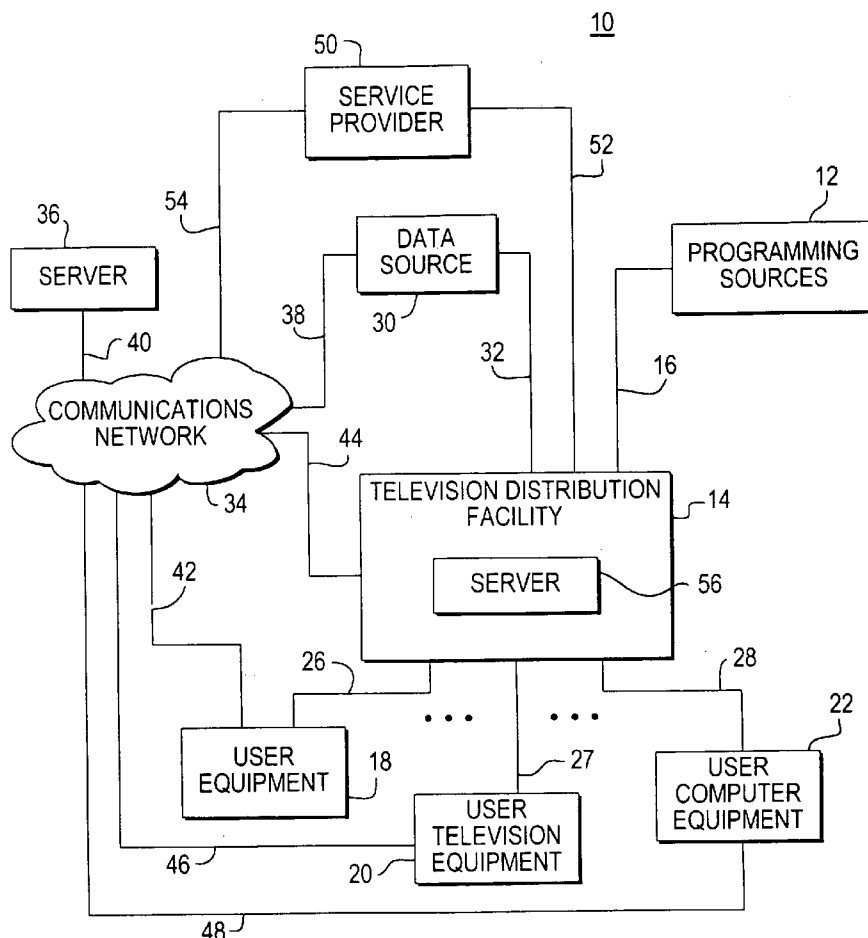 10
50
SERVICE
PROVIDER
52
54
12
PROGRAMMING
SOURCES
36
SERVER
DATA
SOURCE
30
38
40
32
16
COMMUNICATIONS
NETWORK
34
44
TELEVISION DISTRIBUTION
FACILITY
14
SERVER
56
42
26
28
• • •
• • •
22
USER
EQUIPMENT
18
27
USER
COMPUTER
EQUIPMENT
USER
TELEVISION
EQUIPMENT
46
20
48